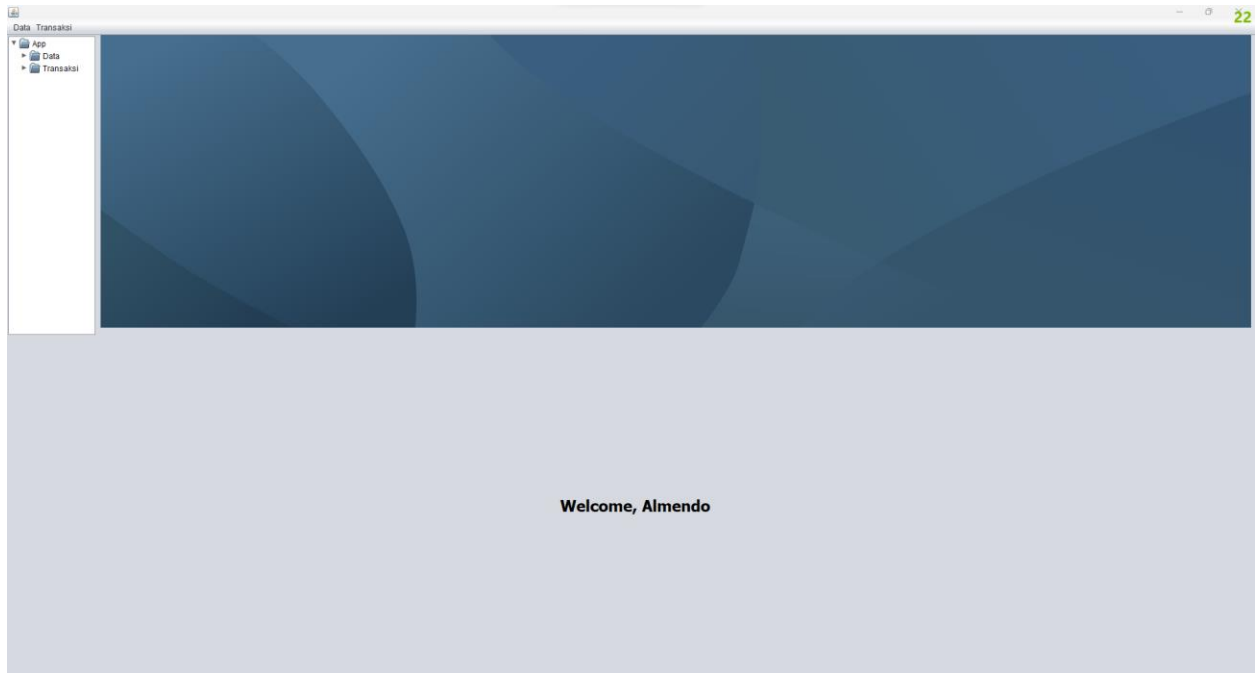 22
Data Transaksi
App
Data
Transaksi
Welcome, Almendo